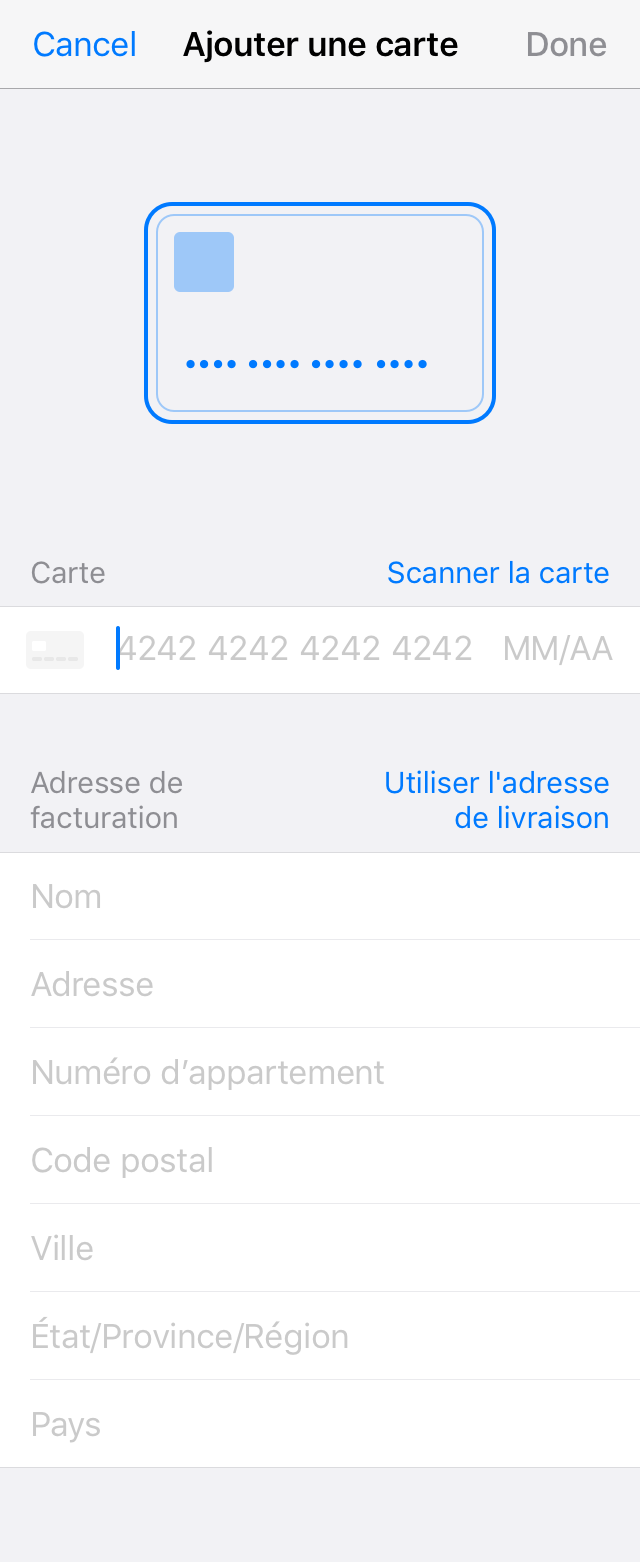 Cancel Ajouter une carte Done
•••• •••• •••• ••••
Carte Scanner la carte
4242 4242 4242 4242 MM/AA
Adresse de facturation
Utiliser l'adresse de livraison
Nom
Adresse
Numéro d’appartement
Code postal
Ville
État/Province/Région
Pays